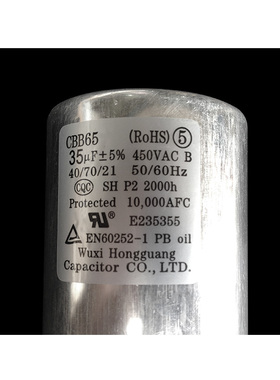 CBB65 (RoHS) ⑤
35μF±5% 450VAC B
40/70/21 50/60Hz
CQC SH P2 2000h
Protected 10,000AFC
RU E235355
EN60252-1 PB oil
Wuxi Hongguang
Capacitor CO., LTD.